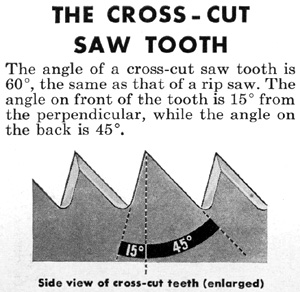 THE CROSS-CUT
SAW TOOTH
The angle of a cross-cut saw tooth is
60°, the same as that of a rip saw. The
angle on front of the tooth is 15° from
the perpendicular, while the angle on
the back is 45°.
15° 45°
Side view of cross-cut teeth (enlarged)